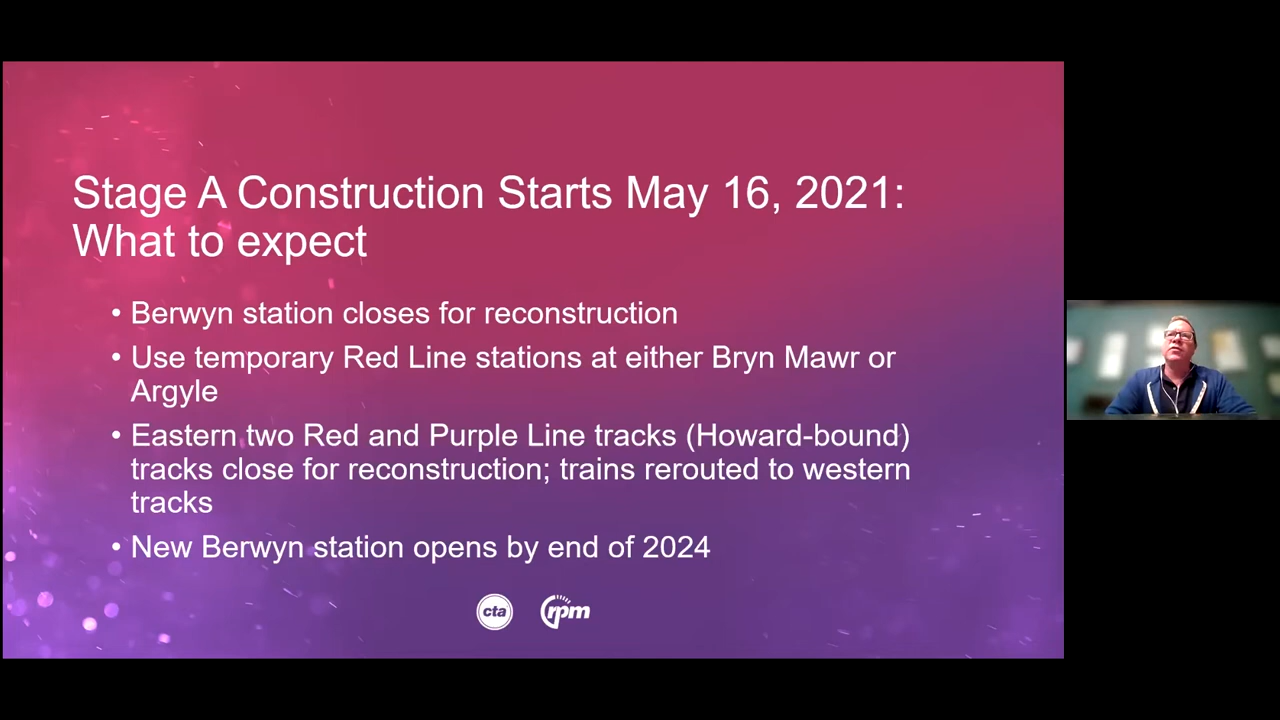 Stage A Construction Starts May 16, 2021:
What to expect
• Berwyn station closes for reconstruction
• Use temporary Red Line stations at either Bryn Mawr or
Argyle
• Eastern two Red and Purple Line tracks (Howard-bound)
tracks close for reconstruction; trains rerouted to western
tracks
• New Berwyn station opens by end of 2024
cta rpm